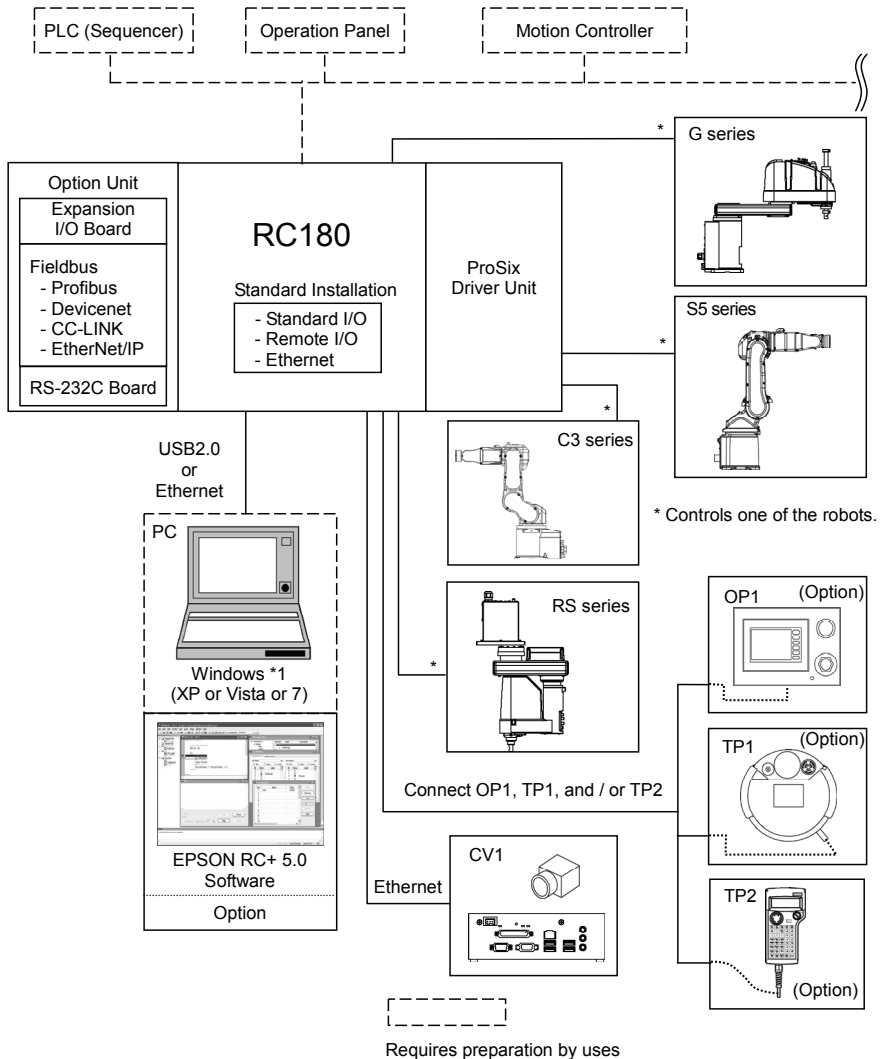 PLC (Sequencer)
Operation Panel
Motion Controller
*
G series
Option Unit
Expansion
I/O Board
Fieldbus
- Profibus
- Devicenet
- CC-LINK
- EtherNet/IP
RS-232C Board
RC180
Standard Installation
- Standard I/O
- Remote I/O
- Ethernet
ProSix
Driver Unit
*
S5 series
*
C3 series
* Controls one of the robots.
USB2.0
or
Ethernet
PC
Windows *1
(XP or Vista or 7)
*
RS series
OP1
(Option)
TP1
(Option)
Connect OP1, TP1, and / or TP2
EPSON RC+ 5.0
Software
Option
Ethernet
CV1
TP2
(Option)
Requires preparation by uses